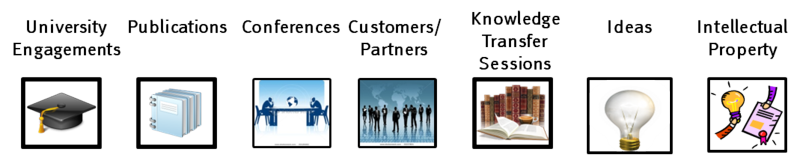 University
Engagements
Publications
Conferences
Customers/
Partners
Knowledge
Transfer
Sessions
Ideas
Intellectual
Property